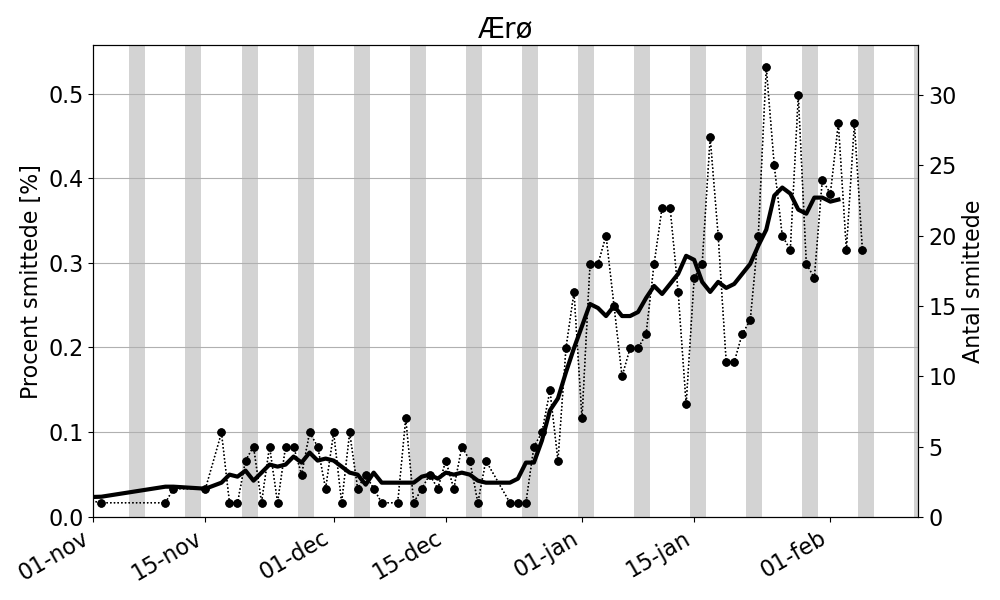 Ærø
Procent smittede [%]
0.5
0.4
0.3
0.2
0.1
0.0
30
25
20
15
10
5
0
Antal smittede
01-nov
15-nov
01-dec
15-dec
01-jan
15-jan
01-feb